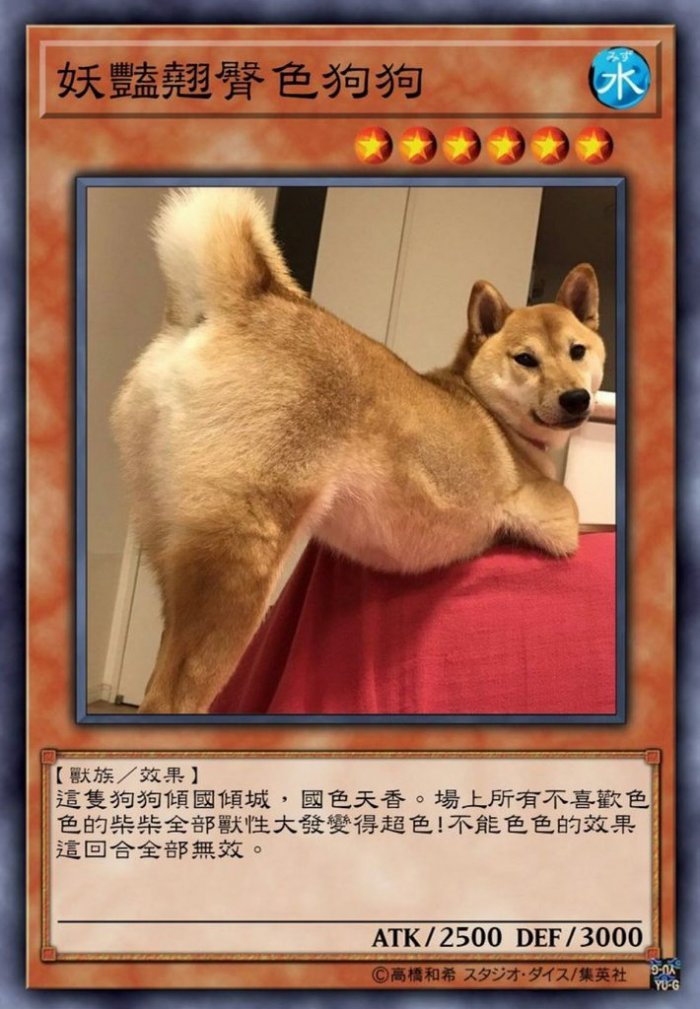 妖豔翹臀色狗狗
みず
水
【獸族／效果】
這隻狗狗傾國傾城，國色天香。場上所有不喜歡色
色的柴柴全部獸性大發變得超色!不能色色的效果
這回合全部無效。
ATK/2500 DEF/3000
©高橋和希 スタジオ・ダイス/集英社
YU-G